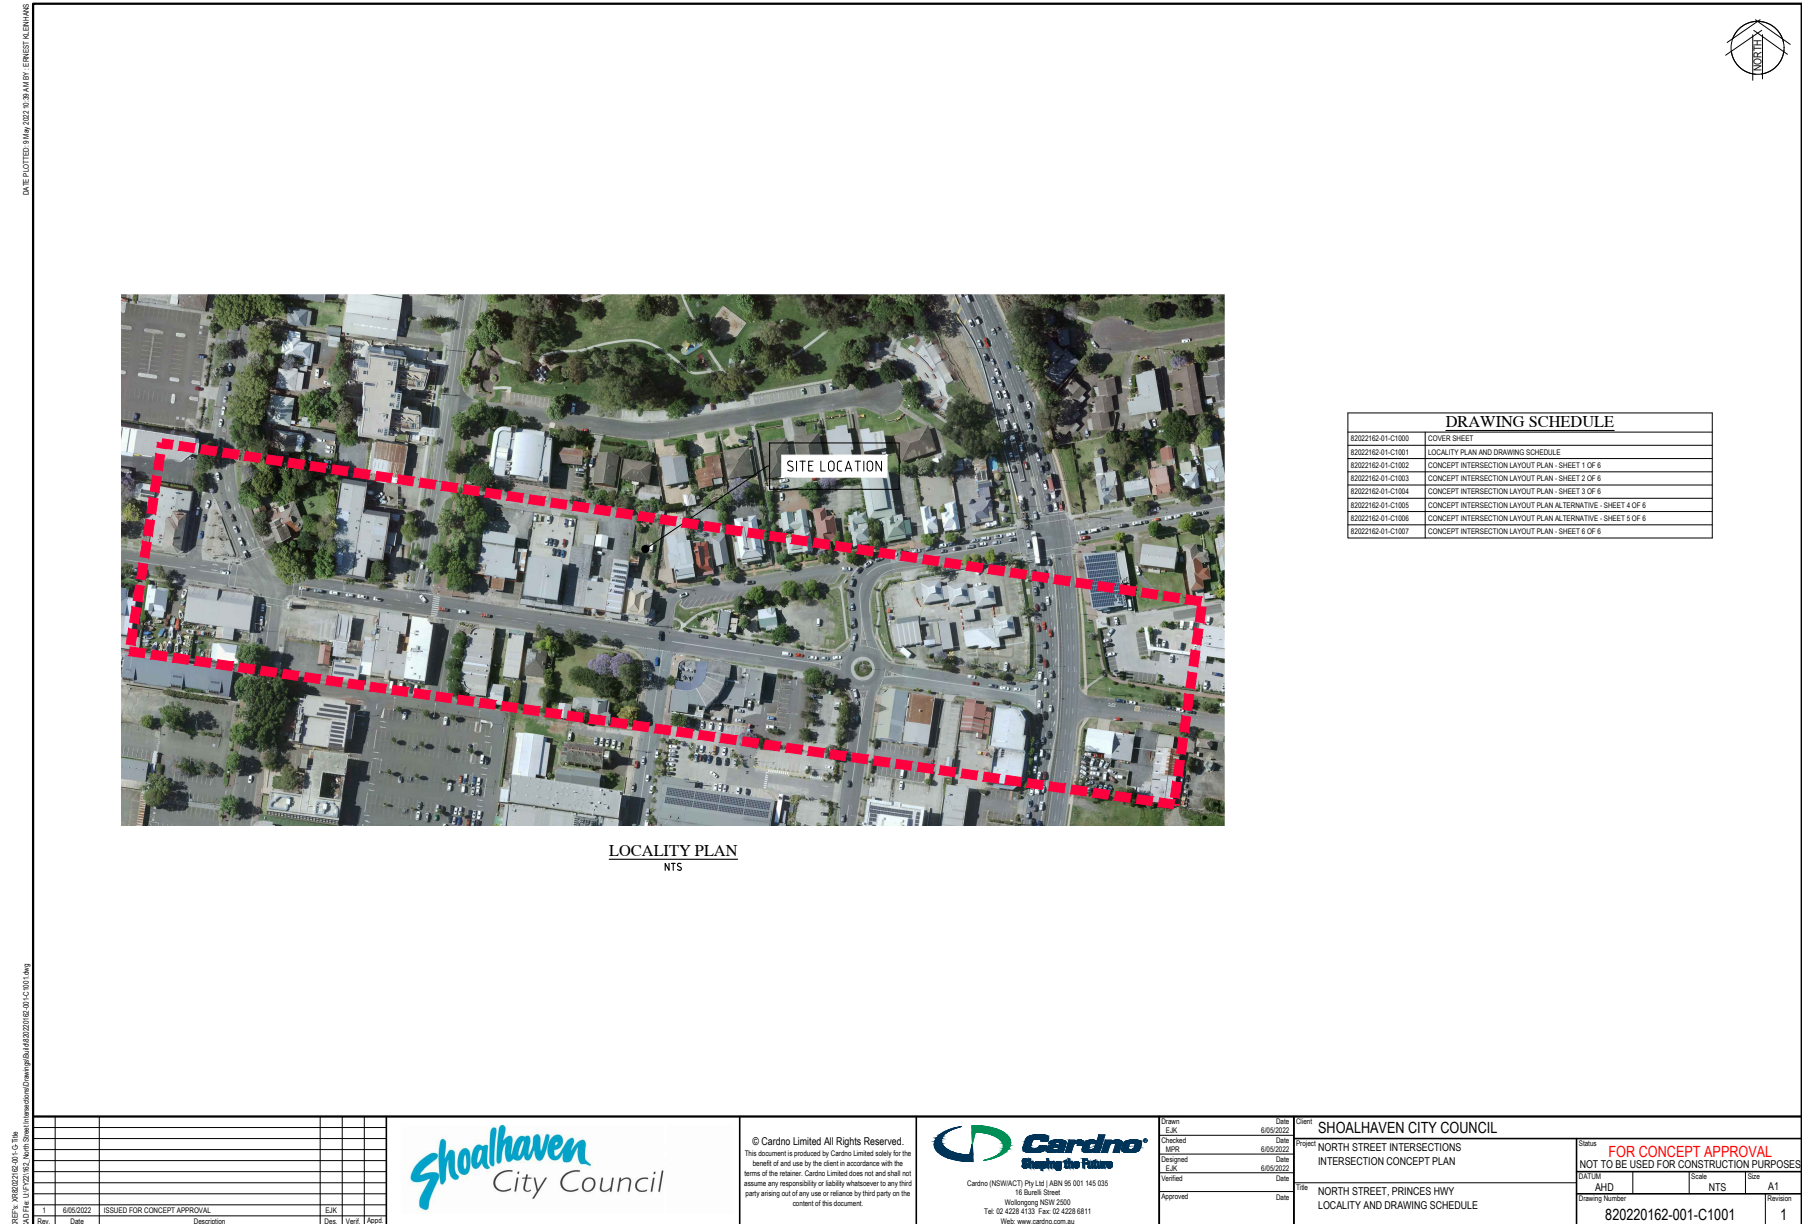 DATE PLOTTED: 9 May 2022 10:39 AM BY : ERNEST KLEINHANS
NORTH
SITE LOCATION
LOCALITY PLAN
NTS
DRAWING SCHEDULE
82022162-01-C1000 COVER SHEET
82022162-01-C1001 LOCALITY PLAN AND DRAWING SCHEDULE
82022162-01-C1002 CONCEPT INTERSECTION LAYOUT PLAN - SHEET 1 OF 6
82022162-01-C1003 CONCEPT INTERSECTION LAYOUT PLAN - SHEET 2 OF 6
82022162-01-C1004 CONCEPT INTERSECTION LAYOUT PLAN - SHEET 3 OF 6
82022162-01-C1005 CONCEPT INTERSECTION LAYOUT PLAN ALTERNATIVE - SHEET 4 OF 6
82022162-01-C1006 CONCEPT INTERSECTION LAYOUT PLAN ALTERNATIVE - SHEET 5 OF 6
82022162-01-C1007 CONCEPT INTERSECTION LAYOUT PLAN - SHEET 6 OF 6
1 6/05/2022 ISSUED FOR CONCEPT APPROVAL EJK
Rev. Date Description Des. Verif. Appd.
Shoalhaven
City Council
© Cardno Limited All Rights Reserved.
This document is produced by Cardno Limited solely for the
benefit of and use by the client in accordance with the
terms of the retainer. Cardno Limited does not and shall not
assume any responsibility or liability whatsoever to any third
party arising out of any use or reliance by third party on the
content of this document.
Cardno
Shaping the Future
Cardno (NSW/ACT) Pty Ltd | ABN 95 001 145 035
16 Burelli Street
Wollongong NSW 2500
Tel: 02 4228 4133 Fax: 02 4228 6811
Web: www.cardno.com.au
Drawn Date
EJK 6/05/2022
Checked Date
MPR 6/05/2022
Designed Date
EJK 6/05/2022
Verified Date
Approved Date
Client SHOALHAVEN CITY COUNCIL
Project NORTH STREET INTERSECTIONS
INTERSECTION CONCEPT PLAN
Title NORTH STREET, PRINCES HWY
LOCALITY AND DRAWING SCHEDULE
Status FOR CONCEPT APPROVAL
NOT TO BE USED FOR CONSTRUCTION PURPOSES
DATUM Scale Size
AHD NTS A1
Drawing Number Revision
820220162-001-C1001 1